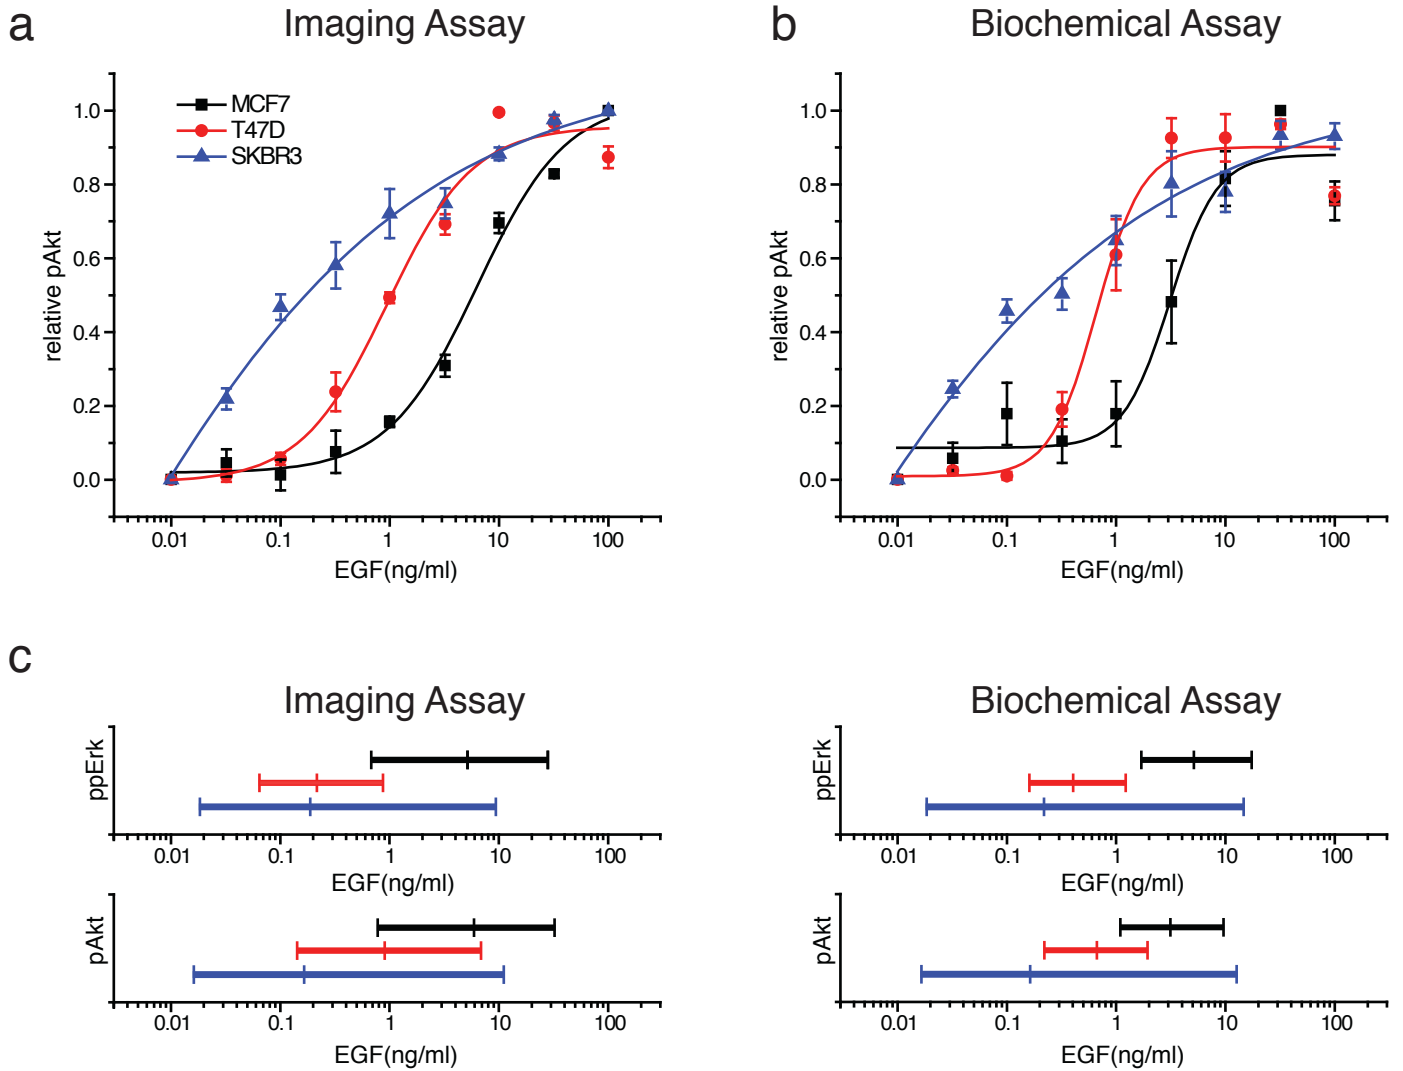 a
Imaging Assay
1.0
0.8
0.6
0.4
0.2
0.0
relative pAkt
MCF7
T47D
SKBR3
0.01 0.1 1 10 100
EGF(ng/ml)
b
Biochemical Assay
1.0
0.8
0.6
0.4
0.2
0.0
relative pAkt
0.01 0.1 1 10 100
EGF(ng/ml)
c
Imaging Assay
ppErk
0.01 0.1 1 10 100
EGF(ng/ml)
pAkt
0.01 0.1 1 10 100
EGF(ng/ml)
Biochemical Assay
ppErk
0.01 0.1 1 10 100
EGF(ng/ml)
pAkt
0.01 0.1 1 10 100
EGF(ng/ml)